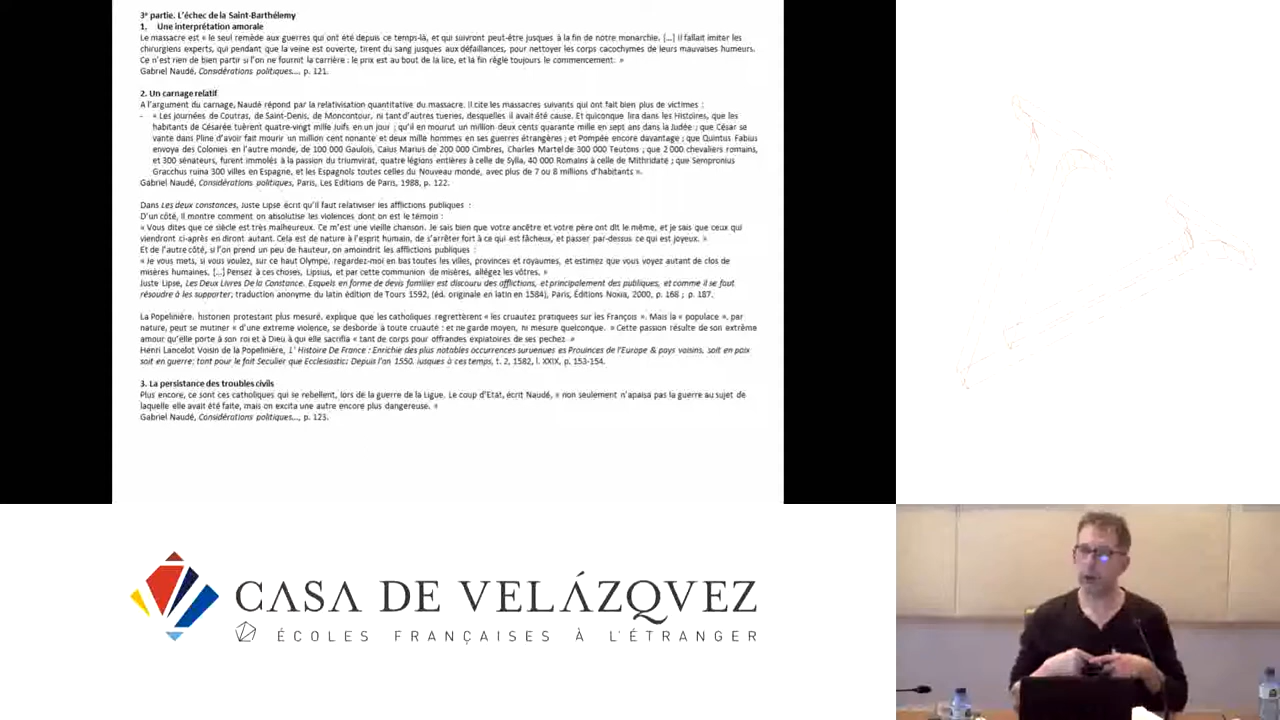 3e partie. L'échec de la Saint-Barthélemy
1. Une interprétation amorale
Le massacre est « le seul remède aux guerres qui ont été depuis ce temps-là, et qui suivront peut-être jusques à la fin de notre monarchie. […] Il fallait imiter les
chirurgiens experts, qui pendant que la veine est ouverte, tirent du sang jusques aux défaillances, pour nettoyer les corps cacochymes de leurs mauvaises humeurs.
Ce n'est rien de bien partir si l'on ne fournit la carrière : le prix est au bout de la lice, et la fin règle toujours le commencement. »
Gabriel Naudé, Considérations politiques…, p. 121.
2. Un carnage relatif
A l'argument du carnage, Naudé répond par la relativisation quantitative du massacre. Il cite les massacres suivants qui ont fait bien plus de victimes :
- « Les journées de Coutras, de Saint-Denis, de Moncontour, ni tant d'autres tueries, desquelles il avait été cause. Et quiconque lira dans les Histoires, que les
habitants de Césarée tuèrent quatre-vingt mille Juifs en un jour ; qu'il en mourut un million deux cents quarante mille en sept ans dans la Judée ; que César se
vante dans Pline d'avoir fait mourir un million cent nonante et deux mille hommes en ses guerres étrangères ; et Pompée encore davantage ; que Quintus Fabius
envoya des Colonies en l'autre monde, de 100 000 Gaulois, Caius Marius de 200 000 Cimbres, Charles Martel de 300 000 Teutons ; que 2 000 chevaliers romains,
et 300 sénateurs, furent immolés à la passion du triumvirat, quatre légions entières à celle de Sylla, 40 000 Romains à celle de Mithridate ; que Sempronius
Gracchus ruina 300 villes en Espagne, et les Espagnols toutes celles du Nouveau monde, avec plus de 7 ou 8 millions d'habitants ».
Gabriel Naudé, Considérations politiques, Paris, Les Editions de Paris, 1988, p. 122.
Dans Les deux constances, Juste Lipse écrit qu'il faut relativiser les afflictions publiques :
D'un côté, il montre comment on absolutise les violences dont on est le témoin :
« Vous dites que ce siècle est très malheureux. Ce m'est une vieille chanson. Je sais bien que votre ancêtre et votre père ont dit le même, et je sais que ceux qui
viendront ci-après en diront autant. Cela est de nature à l'esprit humain, de s'arrêter fort à ce qui est fâcheux, et passer par-dessus ce qui est joyeux. »
Et de l'autre côté, si l'on prend un peu de hauteur, on amoindrit les afflictions publiques :
« Je vous mets, si vous voulez, sur ce haut Olympe, regardez-moi en bas toutes les villes, provinces et royaumes, et estimez que vous voyez autant de clos de
misères humaines. […] Pensez à ces choses, Lipsius, et par cette communion de misères, allégez les vôtres. »
Juste Lipse, Les Deux Livres De la Constance. Esquels en forme de devis familier est discouru des afflictions, et principalement des publiques, et comme il se faut
résoudre à les supporter; traduction anonyme du latin édition de Tours 1592, (éd. originale en latin en 1584), Paris, Éditions Noxia, 2000, p. 168 ; p. 187.
La Popelinière. historien protestant plus mesuré, explique que les catholiques regrettèrent « les cruautez pratiquees sur les François ». Mais la « populace ». par
nature, peut se mutiner « d'une extreme violence, se desborde à toute cruauté : et ne garde moyen, ni mesure quelconque. » Cette passion résulte de son extrême
amour qu'elle porte à son roi et à Dieu à qui elle sacrifia « tant de corps pour offrandes expiatoires de ses pechez »
Henri Lancelot Voisin de la Popelinière, L' Histoire De France : Enrichie des plus notables occurrences survenues es Prouinces de l'Europe & pays voisins, soit en paix
soit en guerre; tant pour le fait Seculier que Ecclesiastic: Depuis l'an 1550. iusques à ces temps, t. 2, 1582, l. XXIX, p. 153-154.
3. La persistance des troubles civils
Plus encore, ce sont ces catholiques qui se rebellent, lors dé la guerre de la Ligue. Le coup d'Etat, écrit Naudé, « non seulement n'apaisa pas la guerre au sujet de
laquelle elle avait été faite, mais on excita une autre encore plus dangereuse. »
Gabriel Naudé, Considérations politiques…, p. 123.
CASA DE VELÁZQVEZ
ÉCOLES FRANÇAISES À L'ÉTRANGER